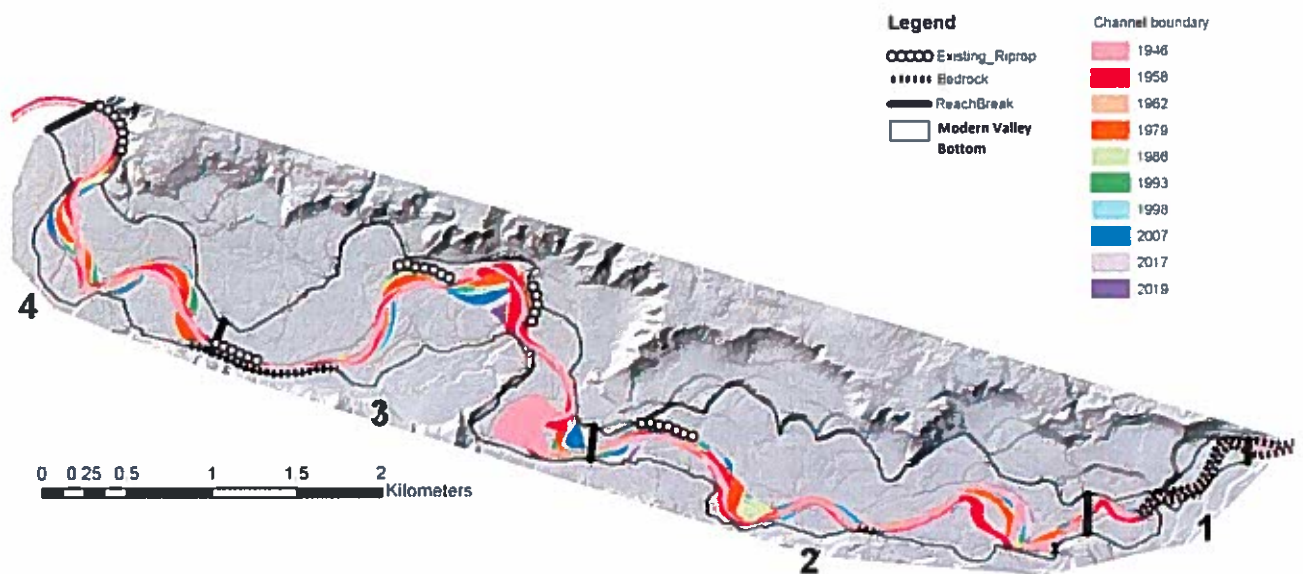 Legend
Existing_Riprap
Bedrock
ReachBreak
Modern Valley
Bottom
Channel boundary
1946
1958
1962
1979
1986
1993
1998
2007
2017
2019
4
3
2
1
0 0.25 0.5 1 1.5 2
Kilometers